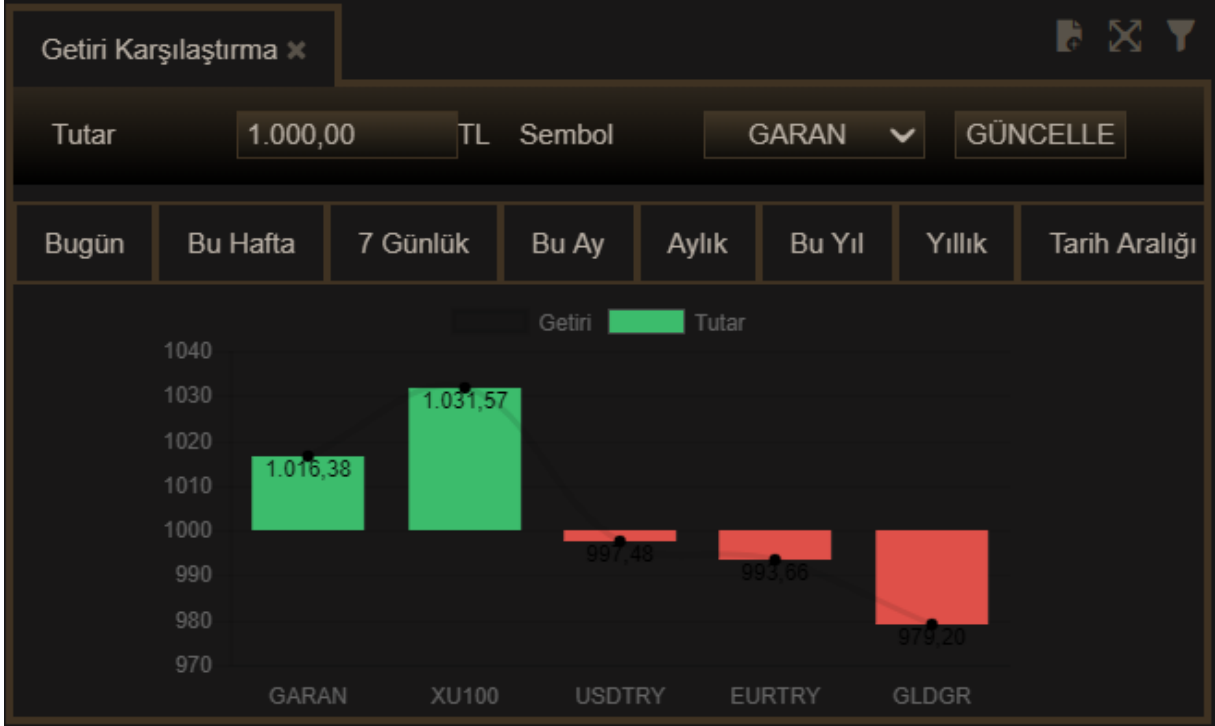 Getiri Karşılaştırma ×
Tutar 1.000,00 TL Sembol GARAN GÜNCELLE
Bugün Bu Hafta 7 Günlük Bu Ay Aylık Bu Yıl Yıllık Tarih Aralığı
Getiri Tutar
1040
1030
1.031,57
1020
1.016,38
1010
1000
997,48
990
993,66
980
979,20
970
GARAN XU100 USDTRY EURTRY GLDGR